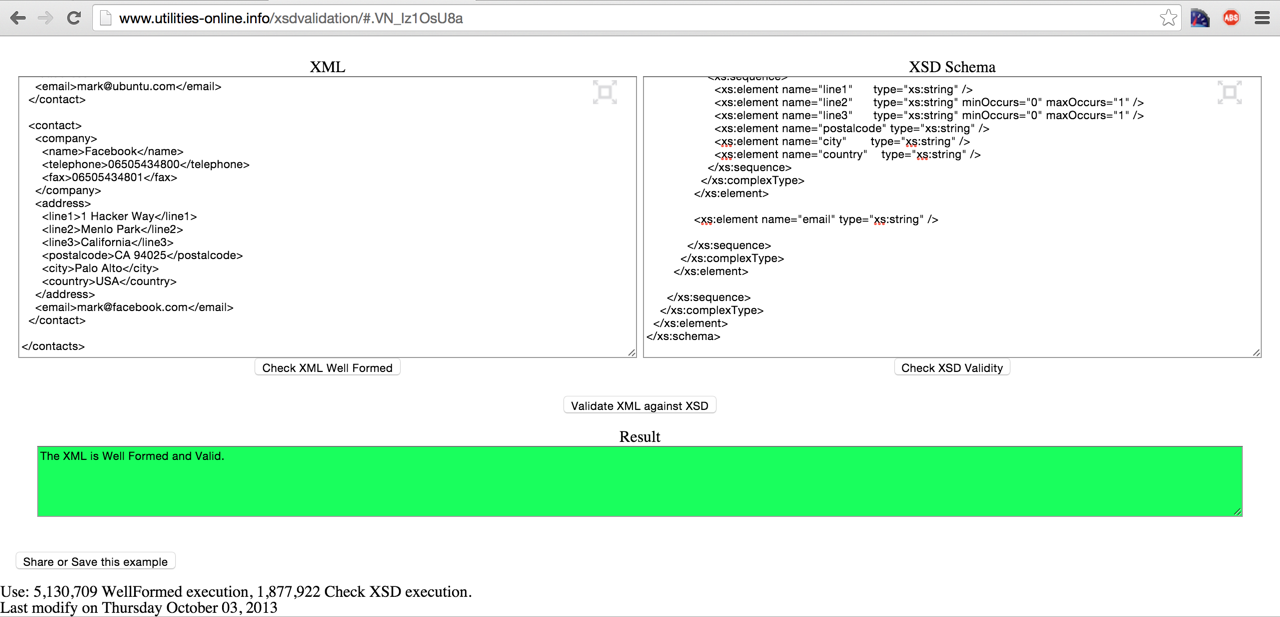 www.utilities-online.info/xsdvalidation/#.VN_Iz1OsU8a
ABS
XML
<email>mark@ubuntu.com</email>
</contact>
<contact>
<company>
<name>Facebook</name>
<telephone>06505434800</telephone>
<fax>06505434801</fax>
</company>
<address>
<line1>1 Hacker Way</line1>
<line2>Menlo Park</line2>
<line3>California</line3>
<postalcode>CA 94025</postalcode>
<city>Palo Alto</city>
<country>USA</country>
</address>
<email>mark@facebook.com</email>
</contact>
</contacts>
Check XML Well Formed
XSD Schema
<xs:sequence>
<xs:element name="line1" type="xs:string" />
<xs:element name="line2" type="xs:string" minOccurs="0" maxOccurs="1" />
<xs:element name="line3" type="xs:string" minOccurs="0" maxOccurs="1" />
<xs:element name="postalcode" type="xs:string" />
<xs:element name="city" type="xs:string" />
<xs:element name="country" type="xs:string" />
</xs:sequence>
</xs:complexType>
</xs:element>
<xs:element name="email" type="xs:string" />
</xs:sequence>
</xs:complexType>
</xs:element>
</xs:sequence>
</xs:complexType>
</xs:element>
</xs:schema>
Check XSD Validity
Validate XML against XSD
Result
The XML is Well Formed and Valid.
Share or Save this example
Use: 5,130,709 WellFormed execution, 1,877,922 Check XSD execution.
Last modify on Thursday October 03, 2013